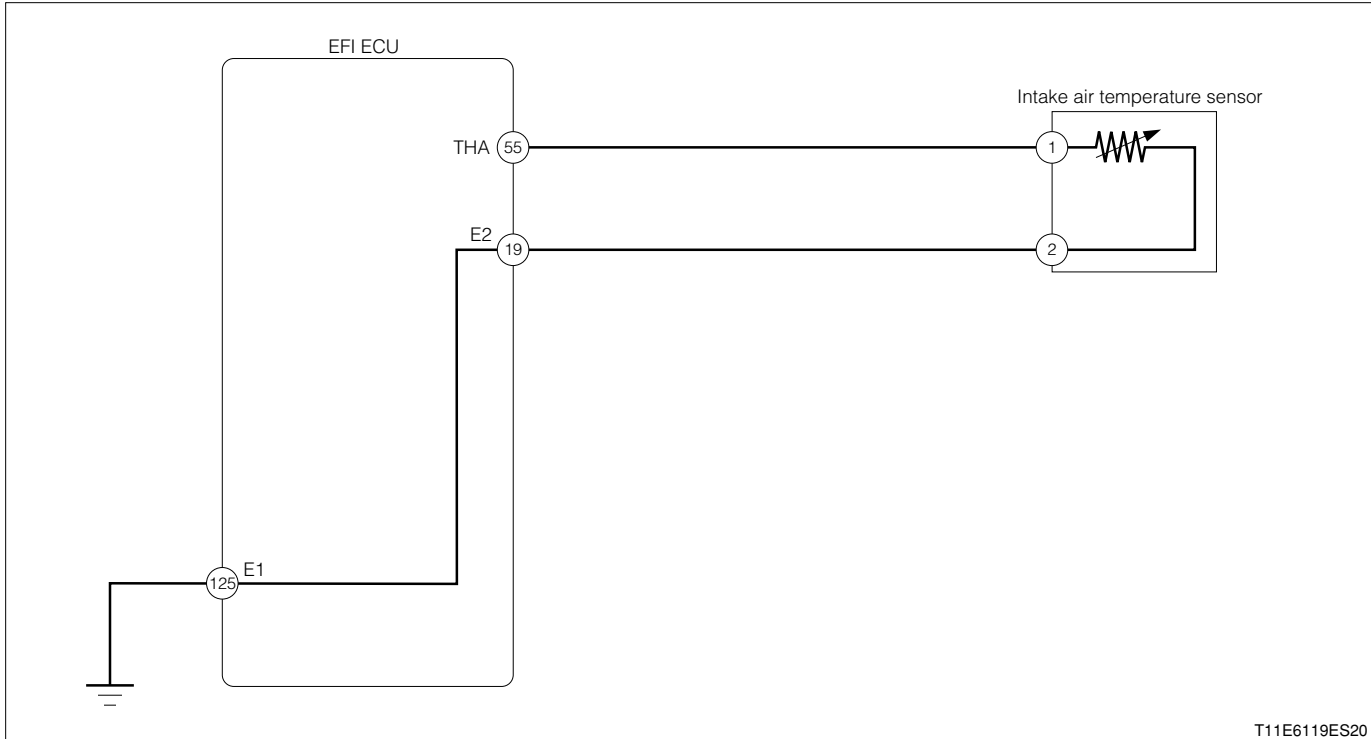 EFI ECU
Intake air temperature sensor
THA 55
1
E2 19
2
125 E1
T11E6119ES20